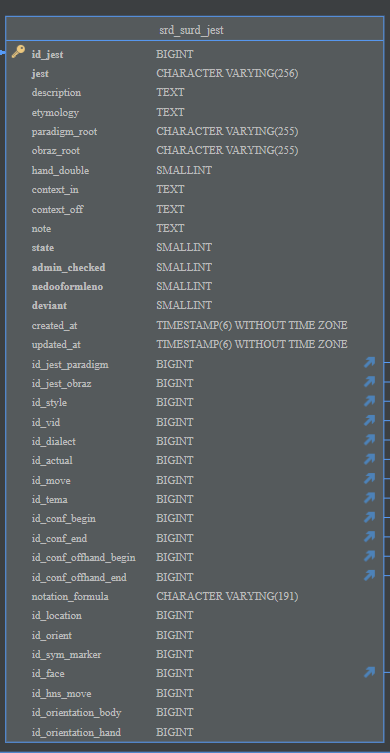 srd_surd_jest
id_jest BIGINT
jest CHARACTER VARYING(256)
description TEXT
etymology TEXT
paradigm_root CHARACTER VARYING(255)
obraz_root CHARACTER VARYING(255)
hand_double SMALLINT
context_in TEXT
context_off TEXT
note TEXT
state SMALLINT
admin_checked SMALLINT
nedooformleno SMALLINT
deviant SMALLINT
created_at TIMESTAMP(6) WITHOUT TIME ZONE
updated_at TIMESTAMP(6) WITHOUT TIME ZONE
id_jest_paradigm BIGINT
id_jest_obraz BIGINT
id_style BIGINT
id_vid BIGINT
id_dialect BIGINT
id_actual BIGINT
id_move BIGINT
id_tema BIGINT
id_conf_begin BIGINT
id_conf_end BIGINT
id_conf_offhand_begin BIGINT
id_conf_offhand_end BIGINT
notation_formula CHARACTER VARYING(191)
id_location BIGINT
id_orient BIGINT
id_sym_marker BIGINT
id_face BIGINT
id_hns_move BIGINT
id_orientation_body BIGINT
id_orientation_hand BIGINT